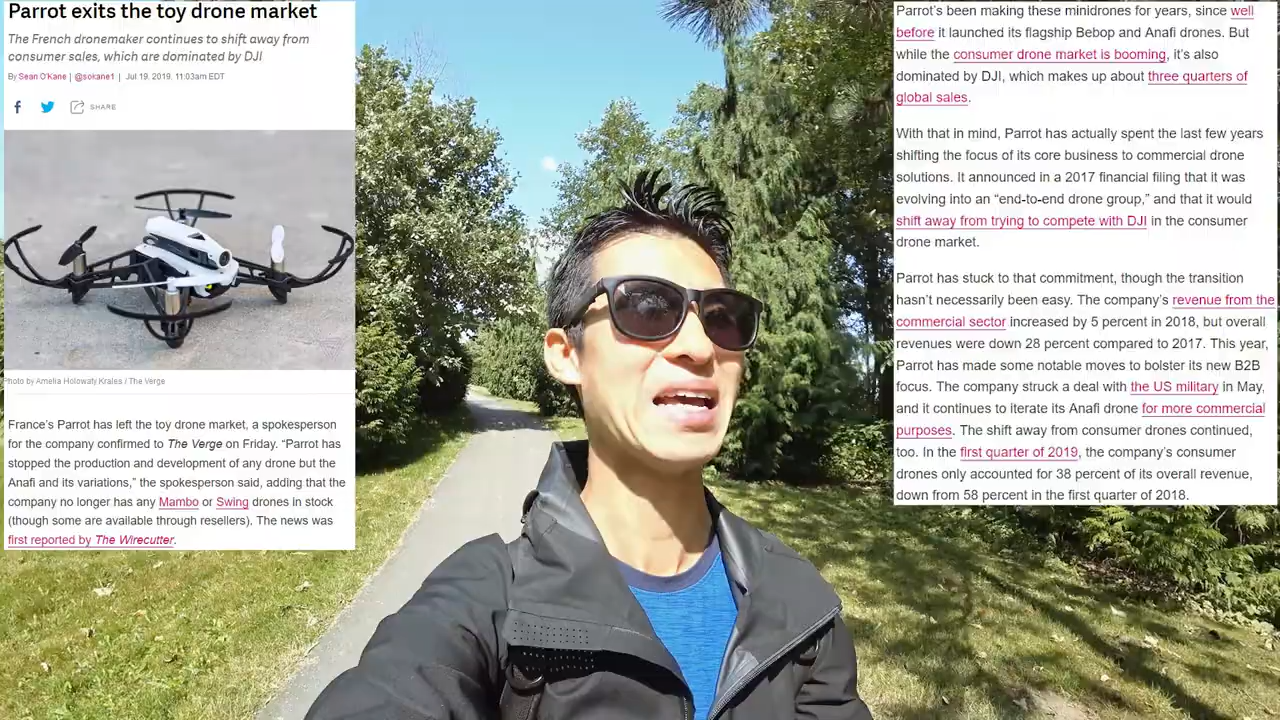 Parrot exits the toy drone market
The French dronemaker continues to shift away from
consumer sales, which are dominated by DJI
By Sean O'Kane | @sokane1 | Jul 19, 2019, 11:03am EDT
SHARE
Photo by Amelia Holowaty Krales / The Verge
France's Parrot has left the toy drone market, a spokesperson
for the company confirmed to The Verge on Friday. “Parrot has
stopped the production and development of any drone but the
Anafi and its variations,” the spokesperson said, adding that the
company no longer has any Mambo or Swing drones in stock
(though some are available through resellers). The news was
first reported by The Wirecutter.
Parrot's been making these minidrones for years, since well
before it launched its flagship Bebop and Anafi drones. But
while the consumer drone market is booming, it's also
dominated by DJI, which makes up about three quarters of
global sales.
With that in mind, Parrot has actually spent the last few years
shifting the focus of its core business to commercial drone
solutions. It announced in a 2017 financial filing that it was
evolving into an “end-to-end drone group,” and that it would
shift away from trying to compete with DJI in the consumer
drone market.
Parrot has stuck to that commitment, though the transition
hasn't necessarily been easy. The company's revenue from the
commercial sector increased by 5 percent in 2018, but overall
revenues were down 28 percent compared to 2017. This year,
Parrot has made some notable moves to bolster its new B2B
focus. The company struck a deal with the US military in May,
and it continues to iterate its Anafi drone for more commercial
purposes. The shift away from consumer drones continued,
too. In the first quarter of 2019, the company's consumer
drones only accounted for 38 percent of its overall revenue,
down from 58 percent in the first quarter of 2018.